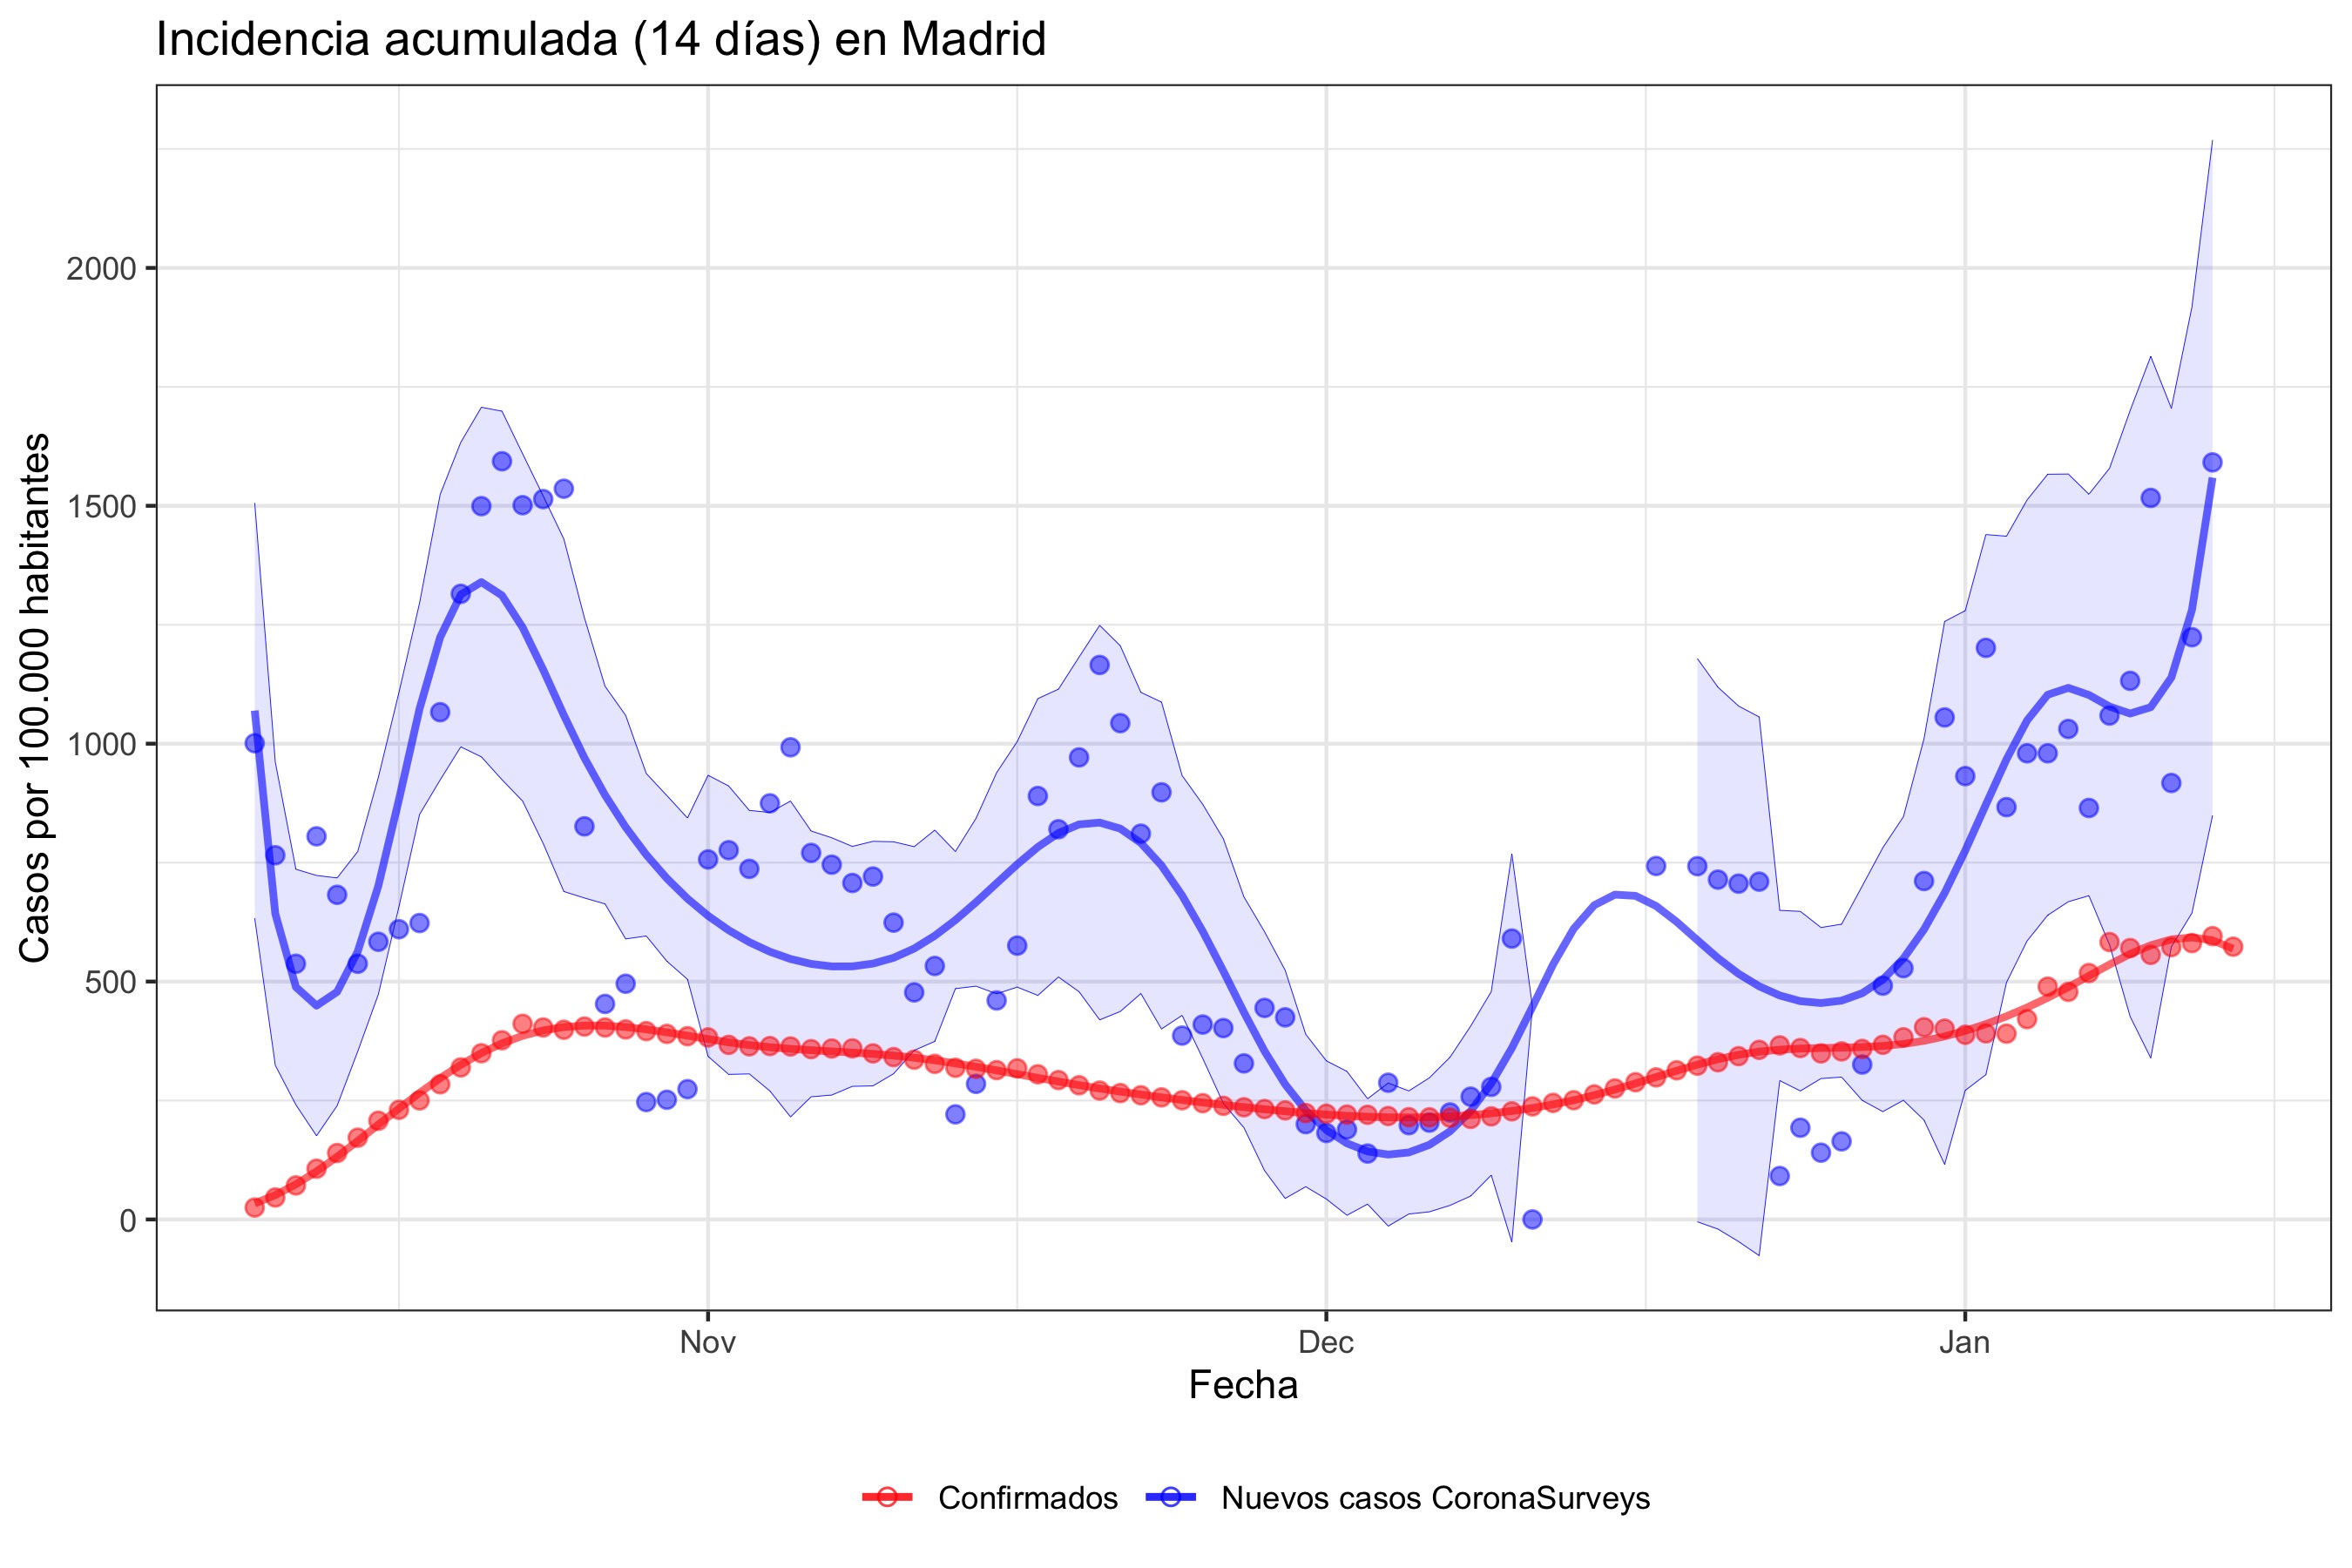 Incidencia acumulada (14 días) en Madrid
Casos por 100.000 habitantes
2000
1500
1000
500
0
Nov Dec Jan
Fecha
Confirmados Nuevos casos CoronaSurveys